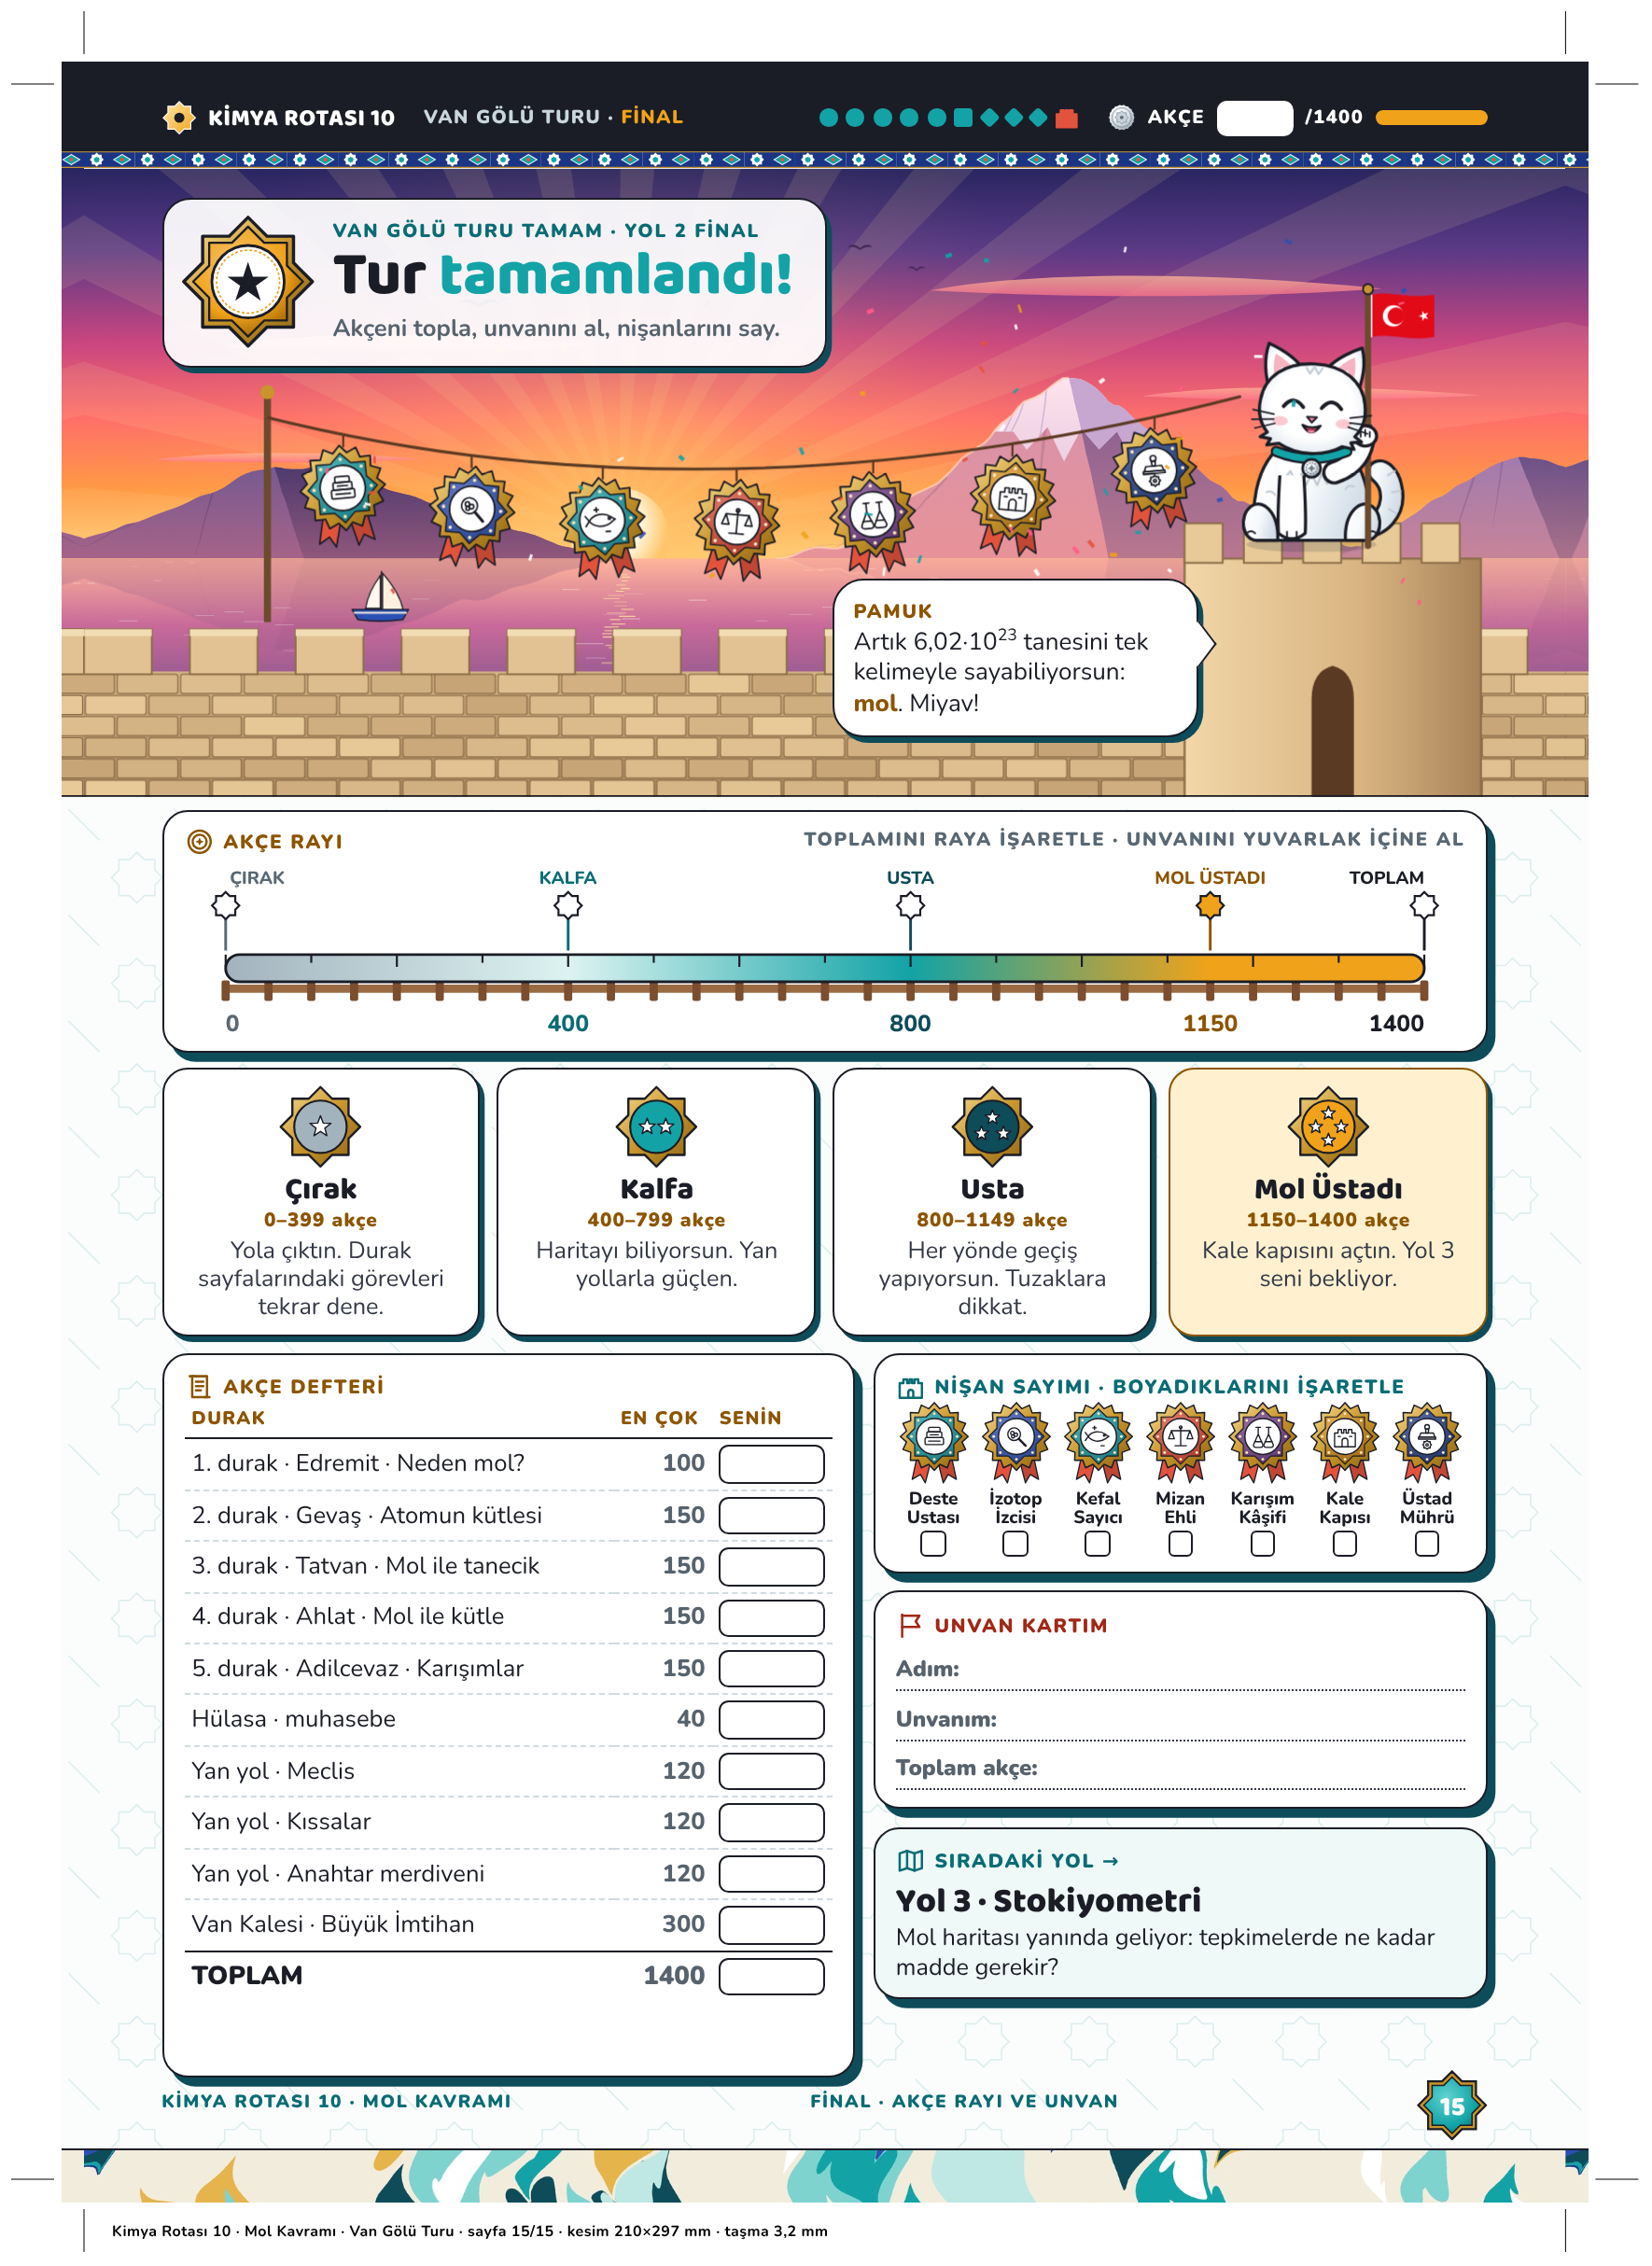 KİMYA ROTASI 10 VAN GÖLÜ TURU · FİNAL AKÇE /1400
VAN GÖLÜ TURU TAMAM · YOL 2 FİNAL
Tur tamamlandı!
Akçeni topla, unvanını al, nişanlarını say.
PAMUK
Artık 6,02·10²³ tanesini tek
kelimeyle sayabiliyorsun:
mol. Miyav!
AKÇE RAYI TOPLAMINI RAYA İŞARETLE · UNVANINI YUVARLAK İÇİNE AL
ÇIRAK KALFA USTA MOL ÜSTADI TOPLAM
0 400 800 1150 1400
Çırak
0–399 akçe
Yola çıktın. Durak
sayfalarındaki görevleri
tekrar dene.
Kalfa
400–799 akçe
Haritayı biliyorsun. Yan
yollarla güçlen.
Usta
800–1149 akçe
Her yönde geçiş
yapıyorsun. Tuzaklara
dikkat.
Mol Üstadı
1150–1400 akçe
Kale kapısını açtın. Yol 3
seni bekliyor.
AKÇE DEFTERİ
DURAK EN ÇOK SENİN
1. durak · Edremit · Neden mol? 100
2. durak · Gevaş · Atomun kütlesi 150
3. durak · Tatvan · Mol ile tanecik 150
4. durak · Ahlat · Mol ile kütle 150
5. durak · Adilcevaz · Karışımlar 150
Hülasa · muhasebe 40
Yan yol · Meclis 120
Yan yol · Kıssalar 120
Yan yol · Anahtar merdiveni 120
Van Kalesi · Büyük İmtihan 300
TOPLAM 1400
NİŞAN SAYIMI · BOYADIKLARINI İŞARETLE
Deste İzotop Kefal Mizan Karışım Kale Üstad
Ustası İzcisi Sayıcı Ehli Kâşifi Kapısı Mührü
UNVAN KARTIM
Adım:
Unvanım:
Toplam akçe:
SIRADAKİ YOL →
Yol 3 · Stokiyometri
Mol haritası yanında geliyor: tepkimelerde ne kadar
madde gerekir?
KİMYA ROTASI 10 · MOL KAVRAMI FİNAL · AKÇE RAYI VE UNVAN 15
Kimya Rotası 10 · Mol Kavramı · Van Gölü Turu · sayfa 15/15 · kesim 210×297 mm · taşma 3,2 mm